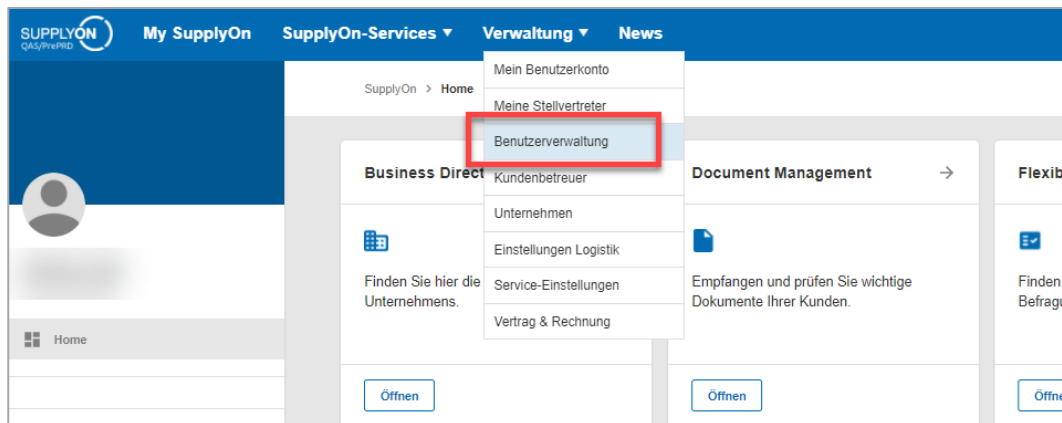 SUPPLYON
QAS/PrePRD
My SupplyOn
SupplyOn-Services
Verwaltung
News
Mein Benutzerkonto
Meine Stellvertreter
Benutzerverwaltung
Kundenbetreuer
Unternehmen
Einstellungen Logistik
Service-Einstellungen
Vertrag & Rechnung
SupplyOn > Home
Home
Business Direct
Finden Sie hier die
Unternehmens.
Öffnen
Document Management
Empfangen und prüfen Sie wichtige
Dokumente Ihrer Kunden.
Öffnen
Flexib
Finden
Befragu
Öffne